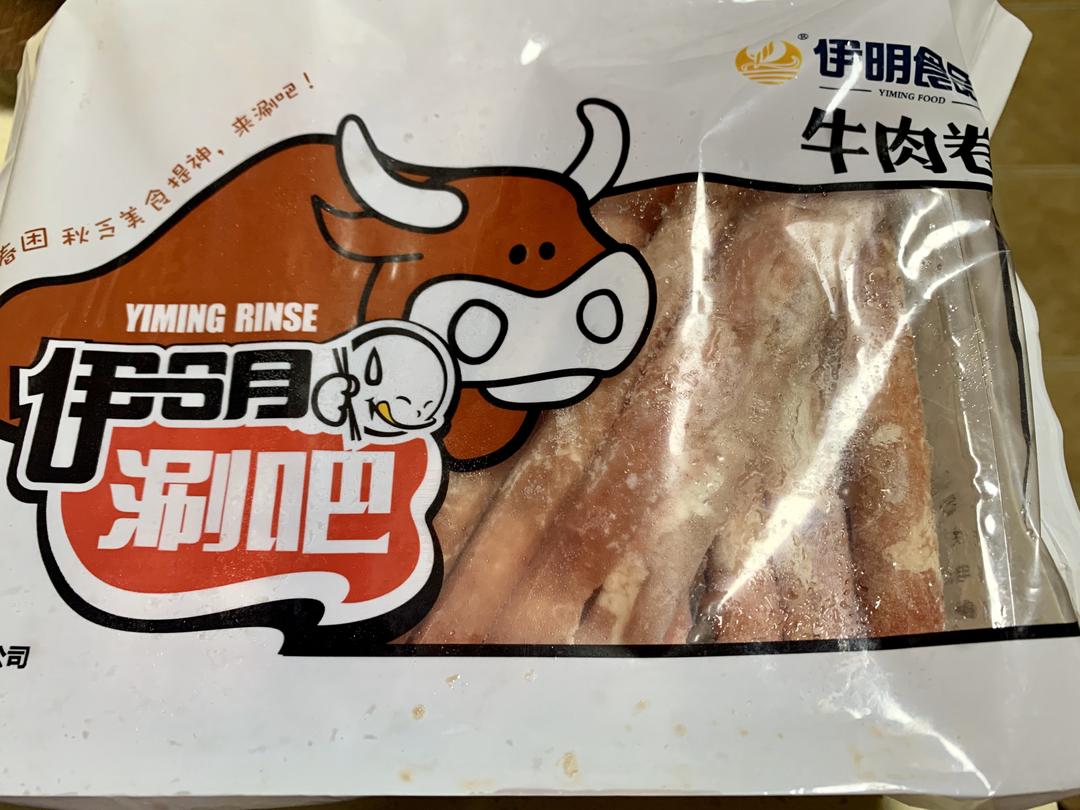 伊明食品
YIMING FOOD
牛肉卷
春困秋乏美食提神，来涮吧！
YIMING RINSE
伊明
涮吧
公司